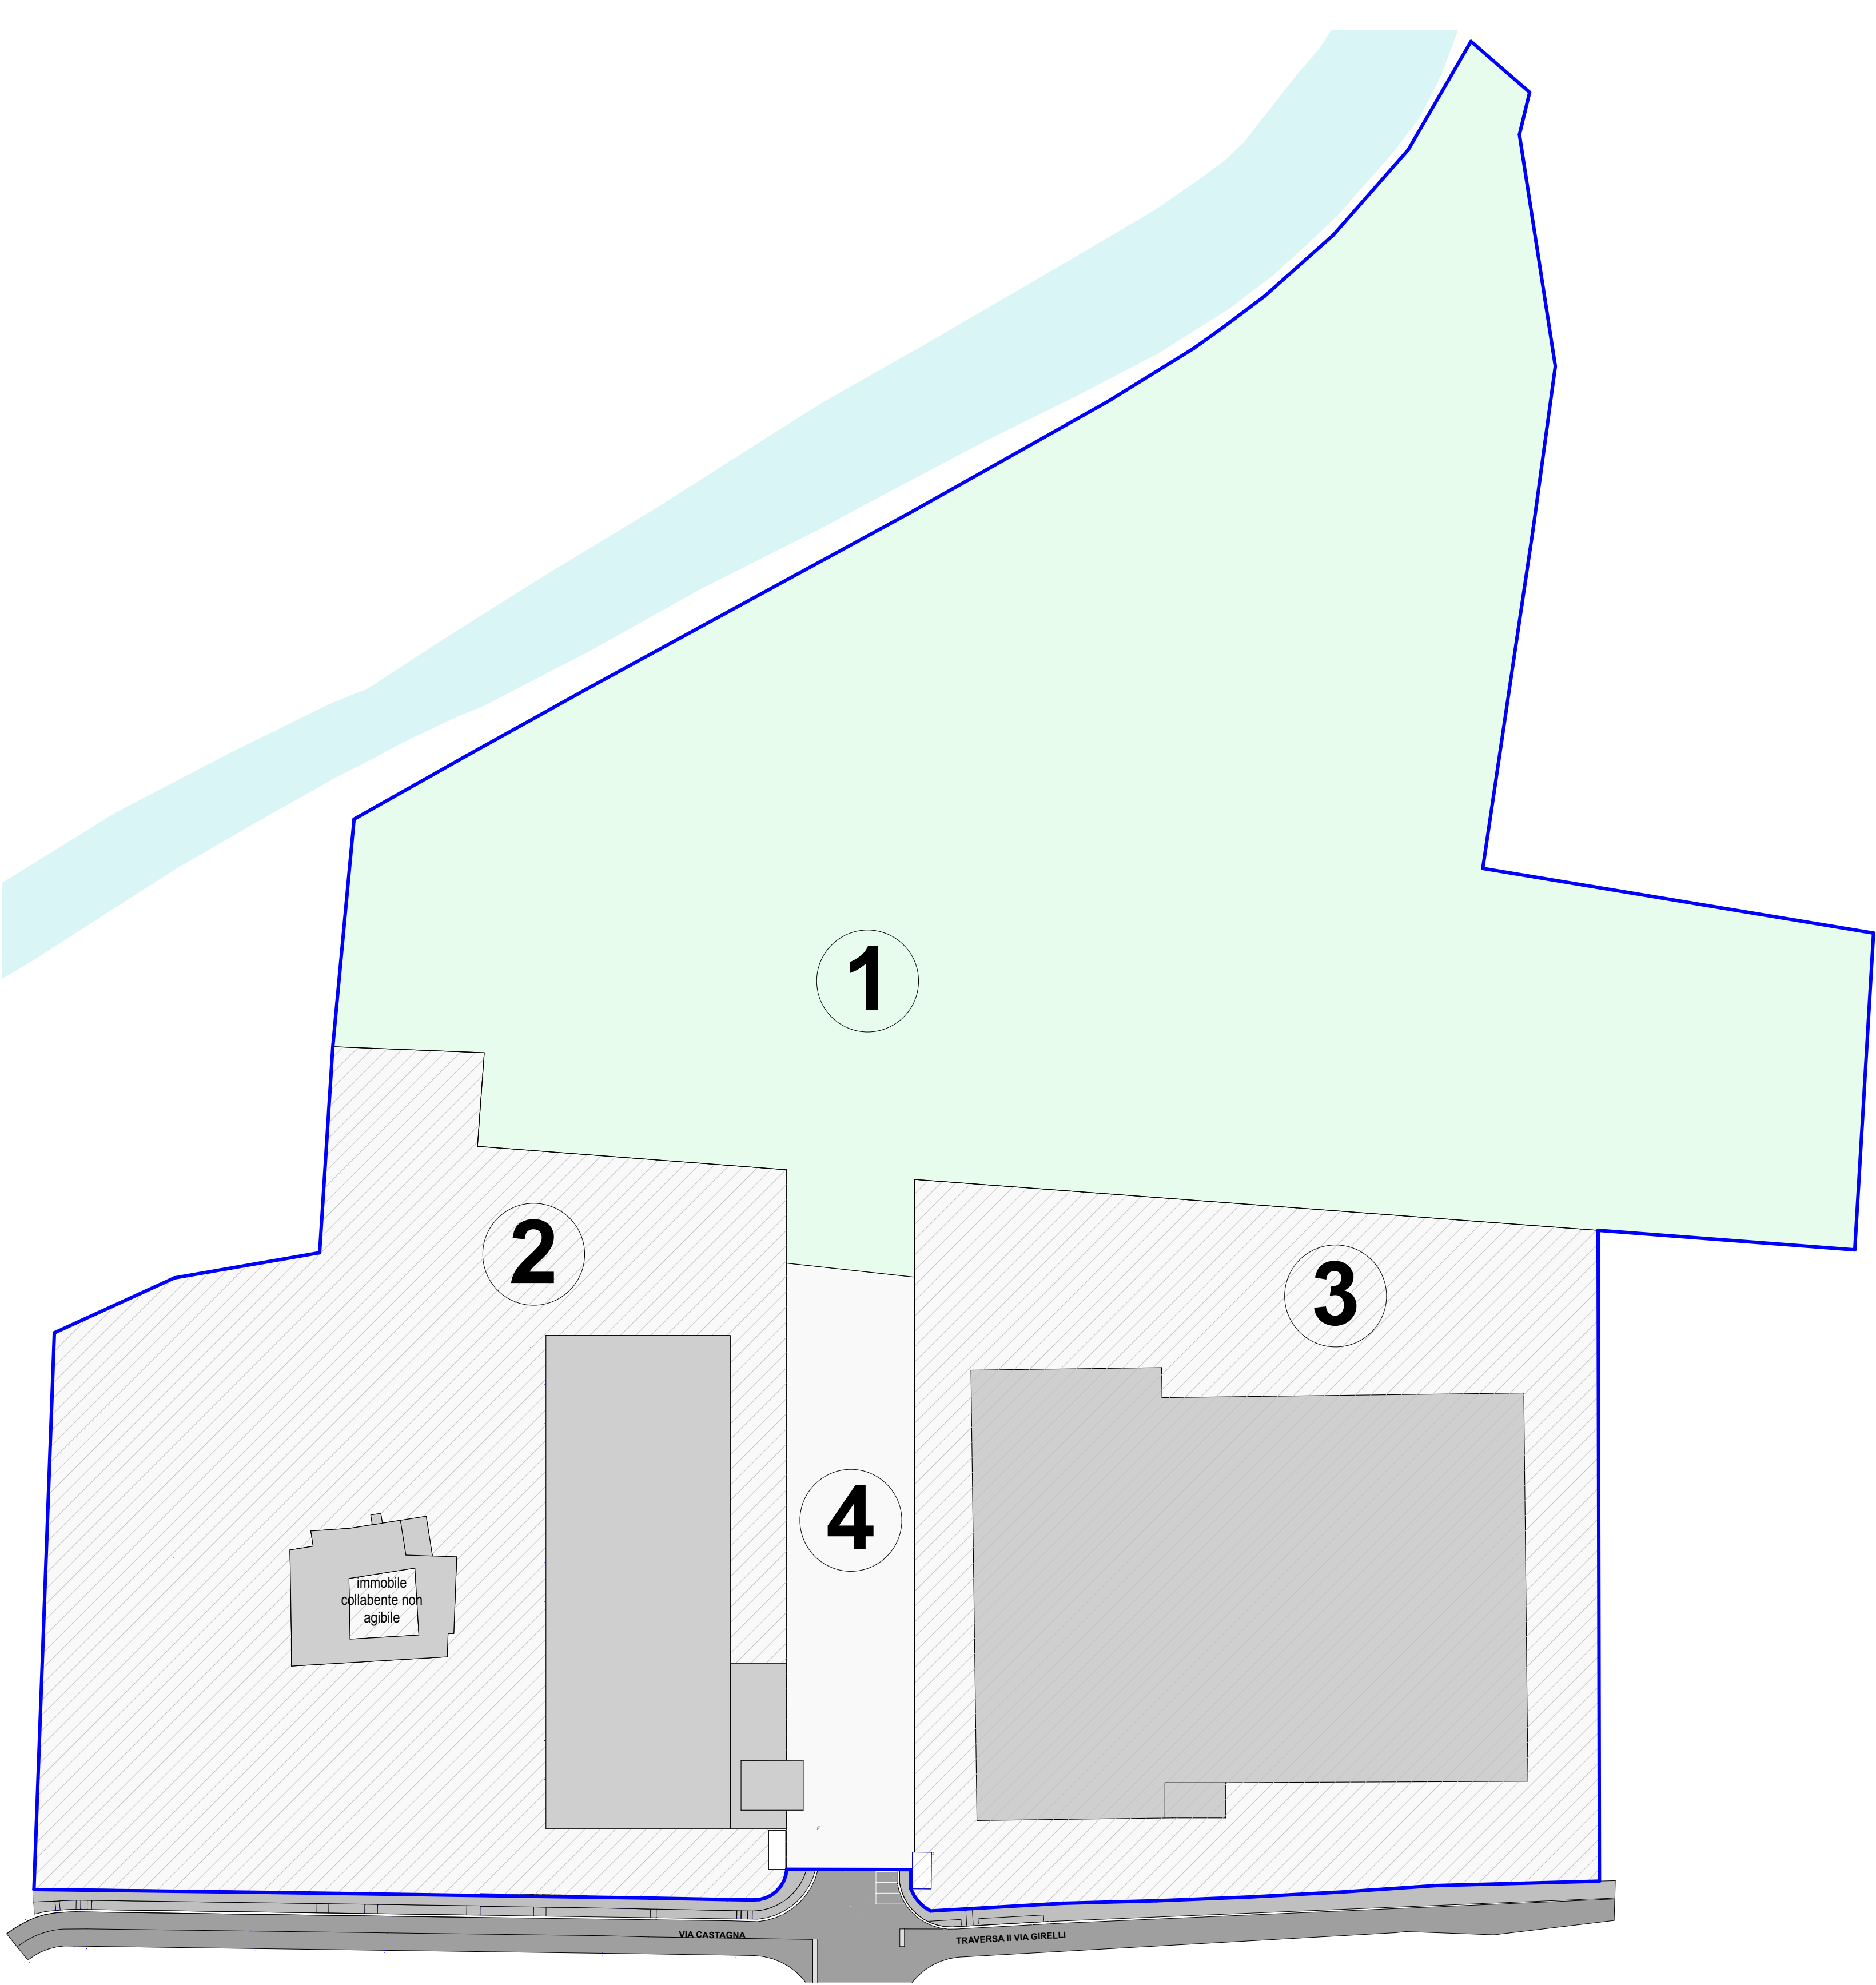 1
2
3
4
immobile
collabente non
agibile
VIA CASTAGNA
TRAVERSA II VIA GIRELLI